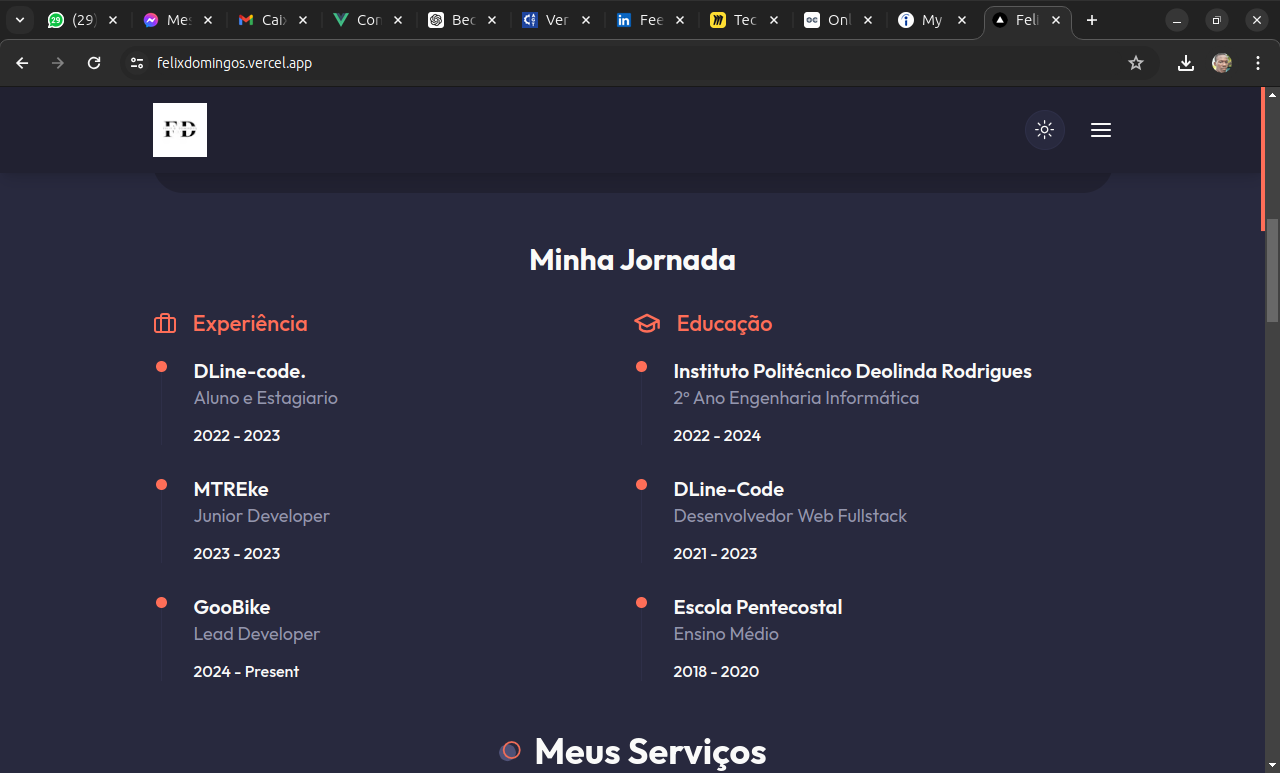 (29)
Mes
Caix
Con
Bec
Ver
Fee
Tec
Onl
My
Feli
felixdomingos.vercel.app
F D
Minha Jornada
Experiência
DLine-code.
Aluno e Estagiario
2022 - 2023
MTREke
Junior Developer
2023 - 2023
GooBike
Lead Developer
2024 - Present
Educação
Instituto Politécnico Deolinda Rodrigues
2º Ano Engenharia Informática
2022 - 2024
DLine-Code
Desenvolvedor Web Fullstack
2021 - 2023
Escola Pentecostal
Ensino Médio
2018 - 2020
Meus Serviços